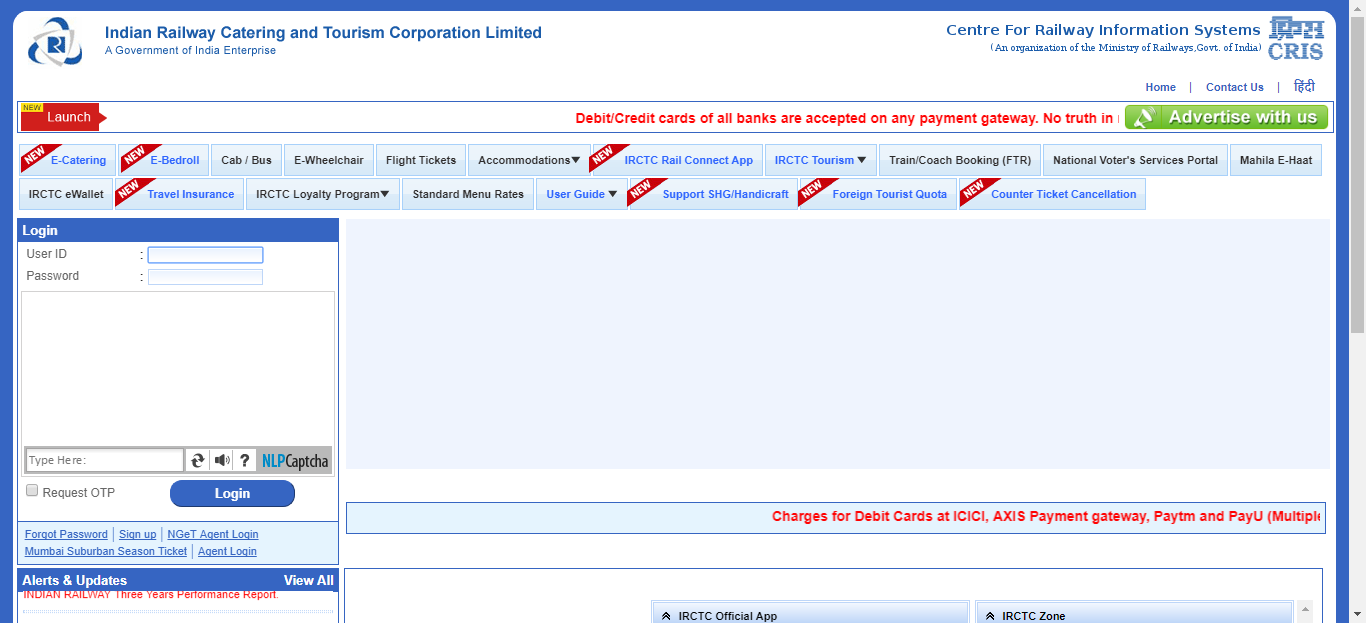 Indian Railway Catering and Tourism Corporation Limited
A Government of India Enterprise
Centre For Railway Information Systems
(An organization of the Ministry of Railways,Govt. of India)
CRIS
Home | Contact Us | हिंदी
NEW
Launch
Debit/Credit cards of all banks are accepted on any payment gateway. No truth in
Advertise with us
NEW E-Catering NEW E-Bedroll Cab / Bus E-Wheelchair Flight Tickets Accommodations▼ NEW IRCTC Rail Connect App IRCTC Tourism ▼ Train/Coach Booking (FTR) National Voter's Services Portal Mahila E-Haat
IRCTC eWallet NEW Travel Insurance IRCTC Loyalty Program▼ Standard Menu Rates User Guide ▼ NEW Support SHG/Handicraft NEW Foreign Tourist Quota NEW Counter Ticket Cancellation
Login
User ID :
Password :
Type Here: ? NLPCaptcha
Request OTP Login
Forgot Password | Sign up | NGeT Agent Login
Mumbai Suburban Season Ticket | Agent Login
Charges for Debit Cards at ICICI, AXIS Payment gateway, Paytm and PayU (Multiple
Alerts & Updates View All
INDIAN RAILWAY Three Years Performance Report.
IRCTC Official App
IRCTC Zone